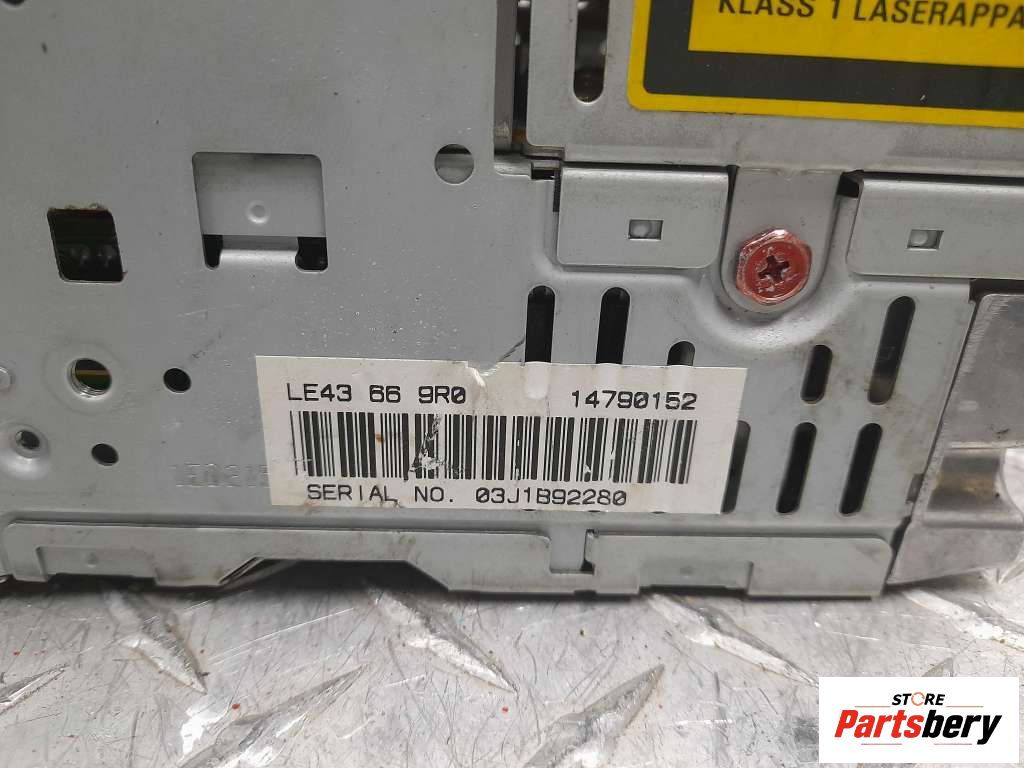 KLASS 1 LASERAPPA
LE43 66 9R0 14790152
SERIAL NO. 03J1B92280
STORE
Partsbery